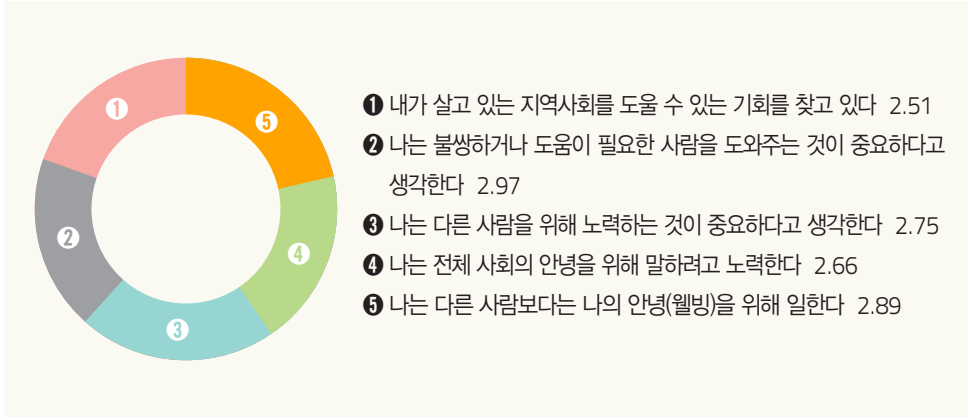 ❶
❺
❷
❹
❸
❶ 내가 살고 있는 지역사회를 도울 수 있는 기회를 찾고 있다 2.51
❷ 나는 불쌍하거나 도움이 필요한 사람을 도와주는 것이 중요하다고
생각한다 2.97
❸ 나는 다른 사람을 위해 노력하는 것이 중요하다고 생각한다 2.75
❹ 나는 전체 사회의 안녕을 위해 말하려고 노력한다 2.66
❺ 나는 다른 사람보다는 나의 안녕(웰빙)을 위해 일한다 2.89